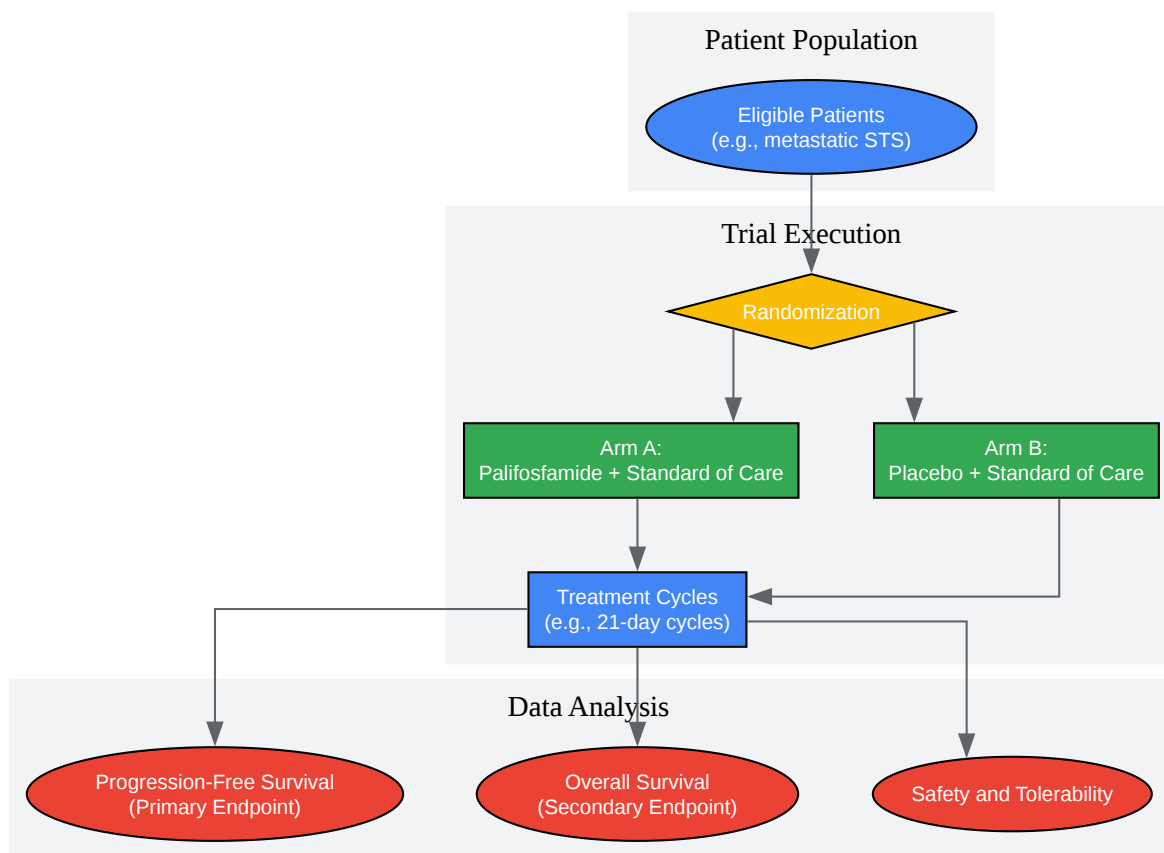 Patient Population
Eligible Patients
(e.g., metastatic STS)
Trial Execution
Randomization
Arm A:
Palifosfamide + Standard of Care
Arm B:
Placebo + Standard of Care
Treatment Cycles
(e.g., 21-day cycles)
Data Analysis
Progression-Free Survival
(Primary Endpoint)
Overall Survival
(Secondary Endpoint)
Safety and Tolerability